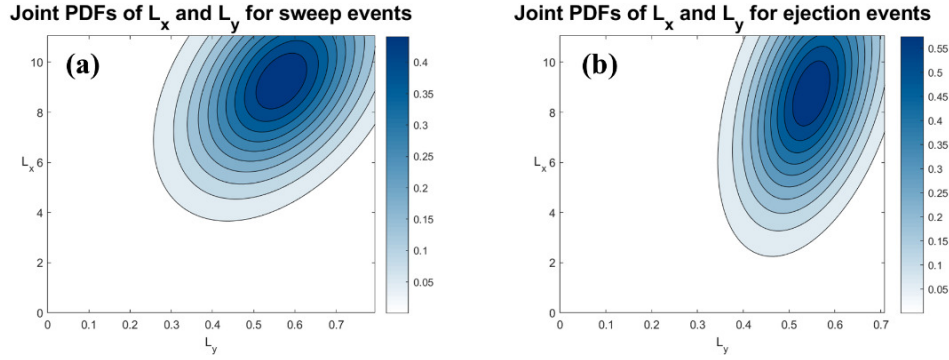 Joint PDFs of Lx and Ly for sweep events
(a)
10
8
Lx 6
4
2
0
0 0.1 0.2 0.3 0.4 0.5 0.6 0.7
Ly
0.4
0.35
0.3
0.25
0.2
0.15
0.1
0.05
Joint PDFs of Lx and Ly for ejection events
(b)
10
8
Lx 6
4
2
0
0 0.1 0.2 0.3 0.4 0.5 0.6 0.7
Ly
0.55
0.5
0.45
0.4
0.35
0.3
0.25
0.2
0.15
0.1
0.05